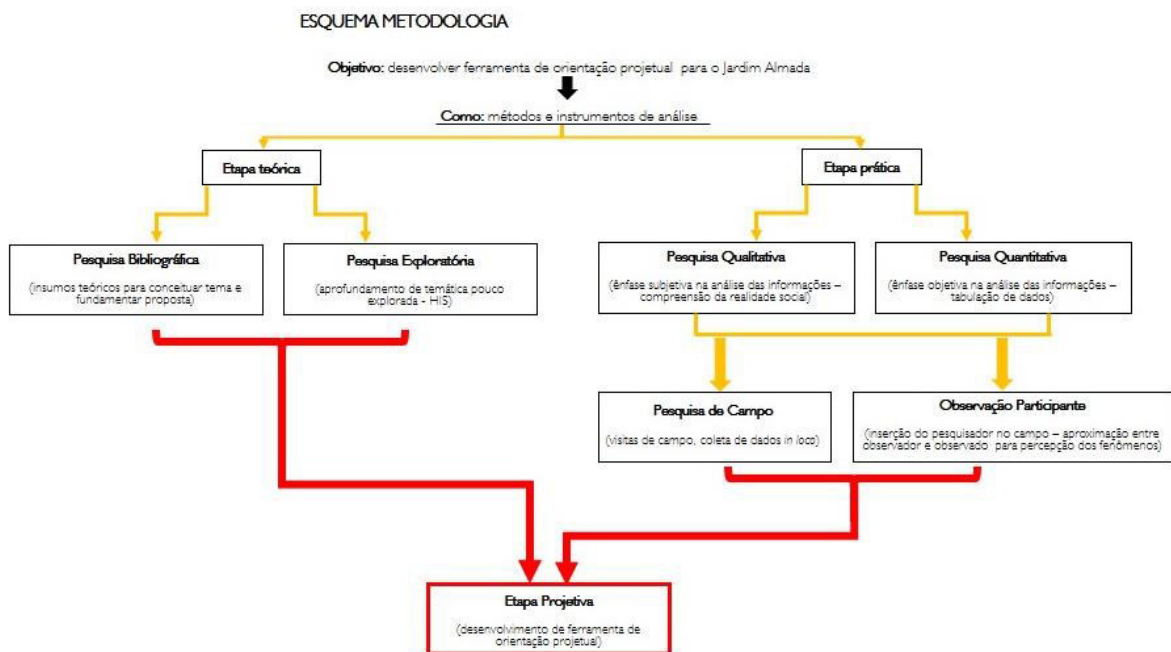 ESQUEMA METODOLOGIA
Objetivo: desenvolver ferramenta de orientação projetual para o Jardim Almada
Como: métodos e instrumentos de análise
Etapa teórica
Etapa prática
Pesquisa Bibliográfica
(insumos teóricos para conceituar tema e
fundamentar proposta)
Pesquisa Exploratória
(aprofundamento de temática pouco
explorada - HIS)
Pesquisa Qualitativa
(ênfase subjetiva na análise das informações –
compreensão da realidade social)
Pesquisa Quantitativa
(ênfase objetiva na análise das informações –
tabulação de dados)
Pesquisa de Campo
(visitas de campo, coleta de dados in loco)
Observação Participante
(inserção do pesquisador no campo – aproximação entre
observador e observado para percepção dos fenômenos)
Etapa Projetiva
(desenvolvimento de ferramenta de
orientação projetual)